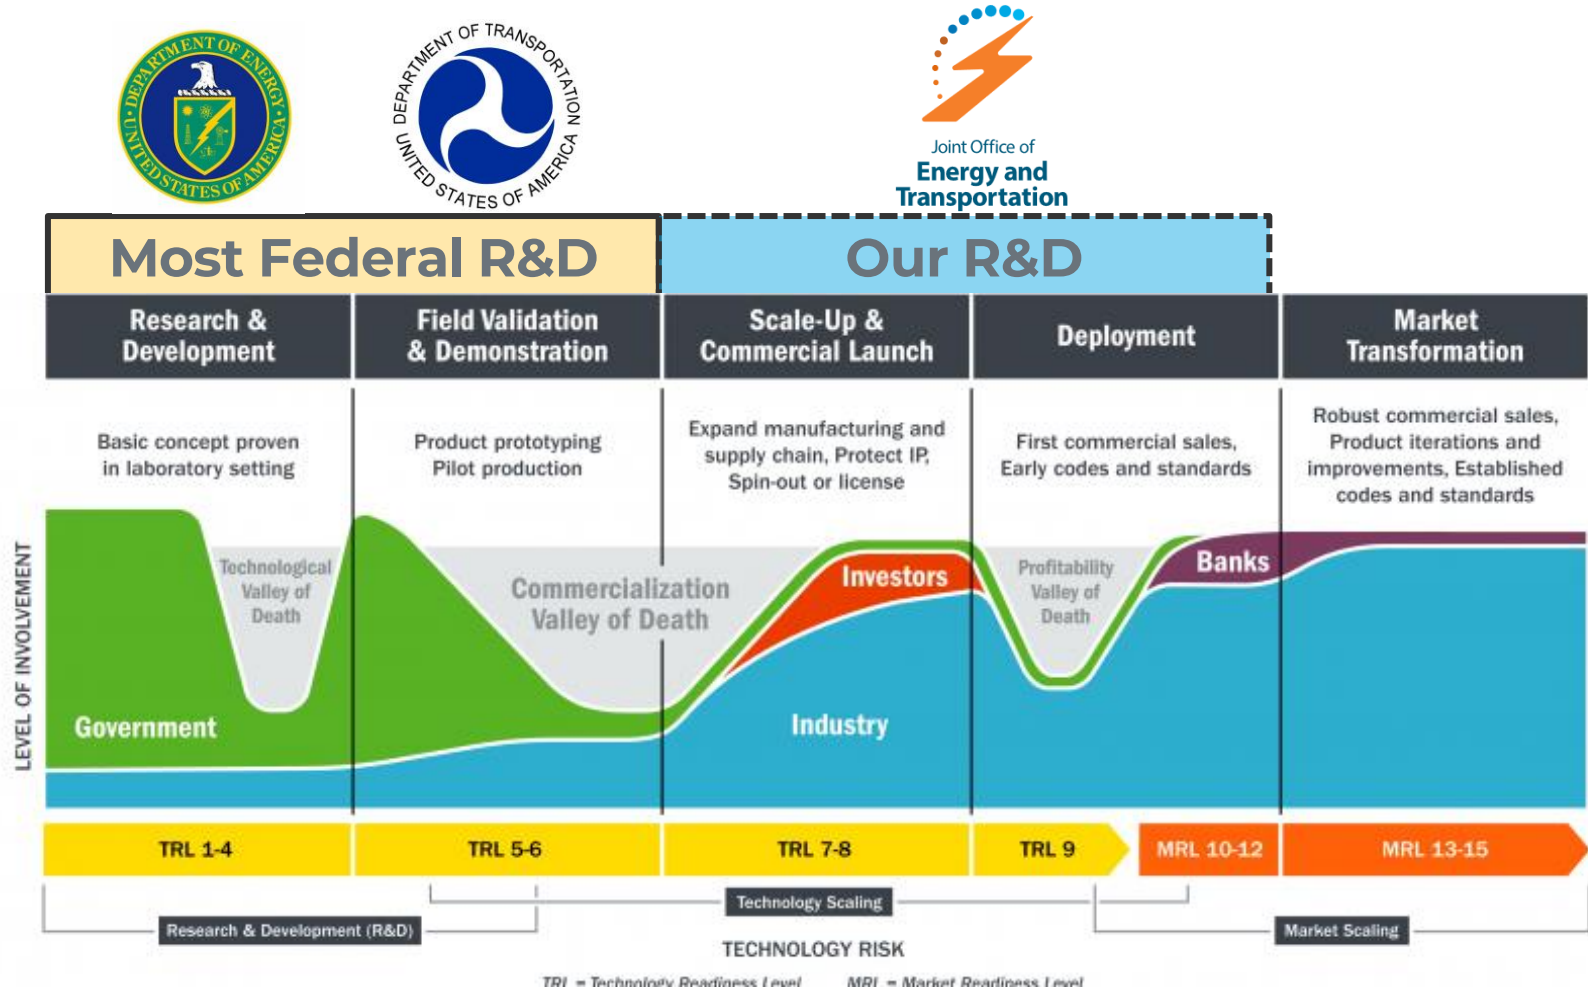 DEPARTMENT OF ENERGY
UNITED STATES OF AMERICA
DEPARTMENT OF TRANSPORTATION
UNITED STATES OF AMERICA
Joint Office of
Energy and
Transportation
Most Federal R&D
Our R&D
Research &
Development
Field Validation
& Demonstration
Scale-Up &
Commercial Launch
Deployment
Market
Transformation
Basic concept proven
in laboratory setting
Product prototyping
Pilot production
Expand manufacturing and
supply chain, Protect IP,
Spin-out or license
First commercial sales,
Early codes and standards
Robust commercial sales,
Product iterations and
improvements, Established
codes and standards
LEVEL OF INVOLVEMENT
Technological
Valley of
Death
Commercialization
Valley of Death
Investors
Profitability
Valley of
Death
Banks
Government
Industry
TRL 1-4
TRL 5-6
TRL 7-8
TRL 9
MRL 10-12
MRL 13-15
Technology Scaling
Research & Development (R&D)
Market Scaling
TECHNOLOGY RISK
TRL = Technology Readiness Level
MRL = Market Readiness Level